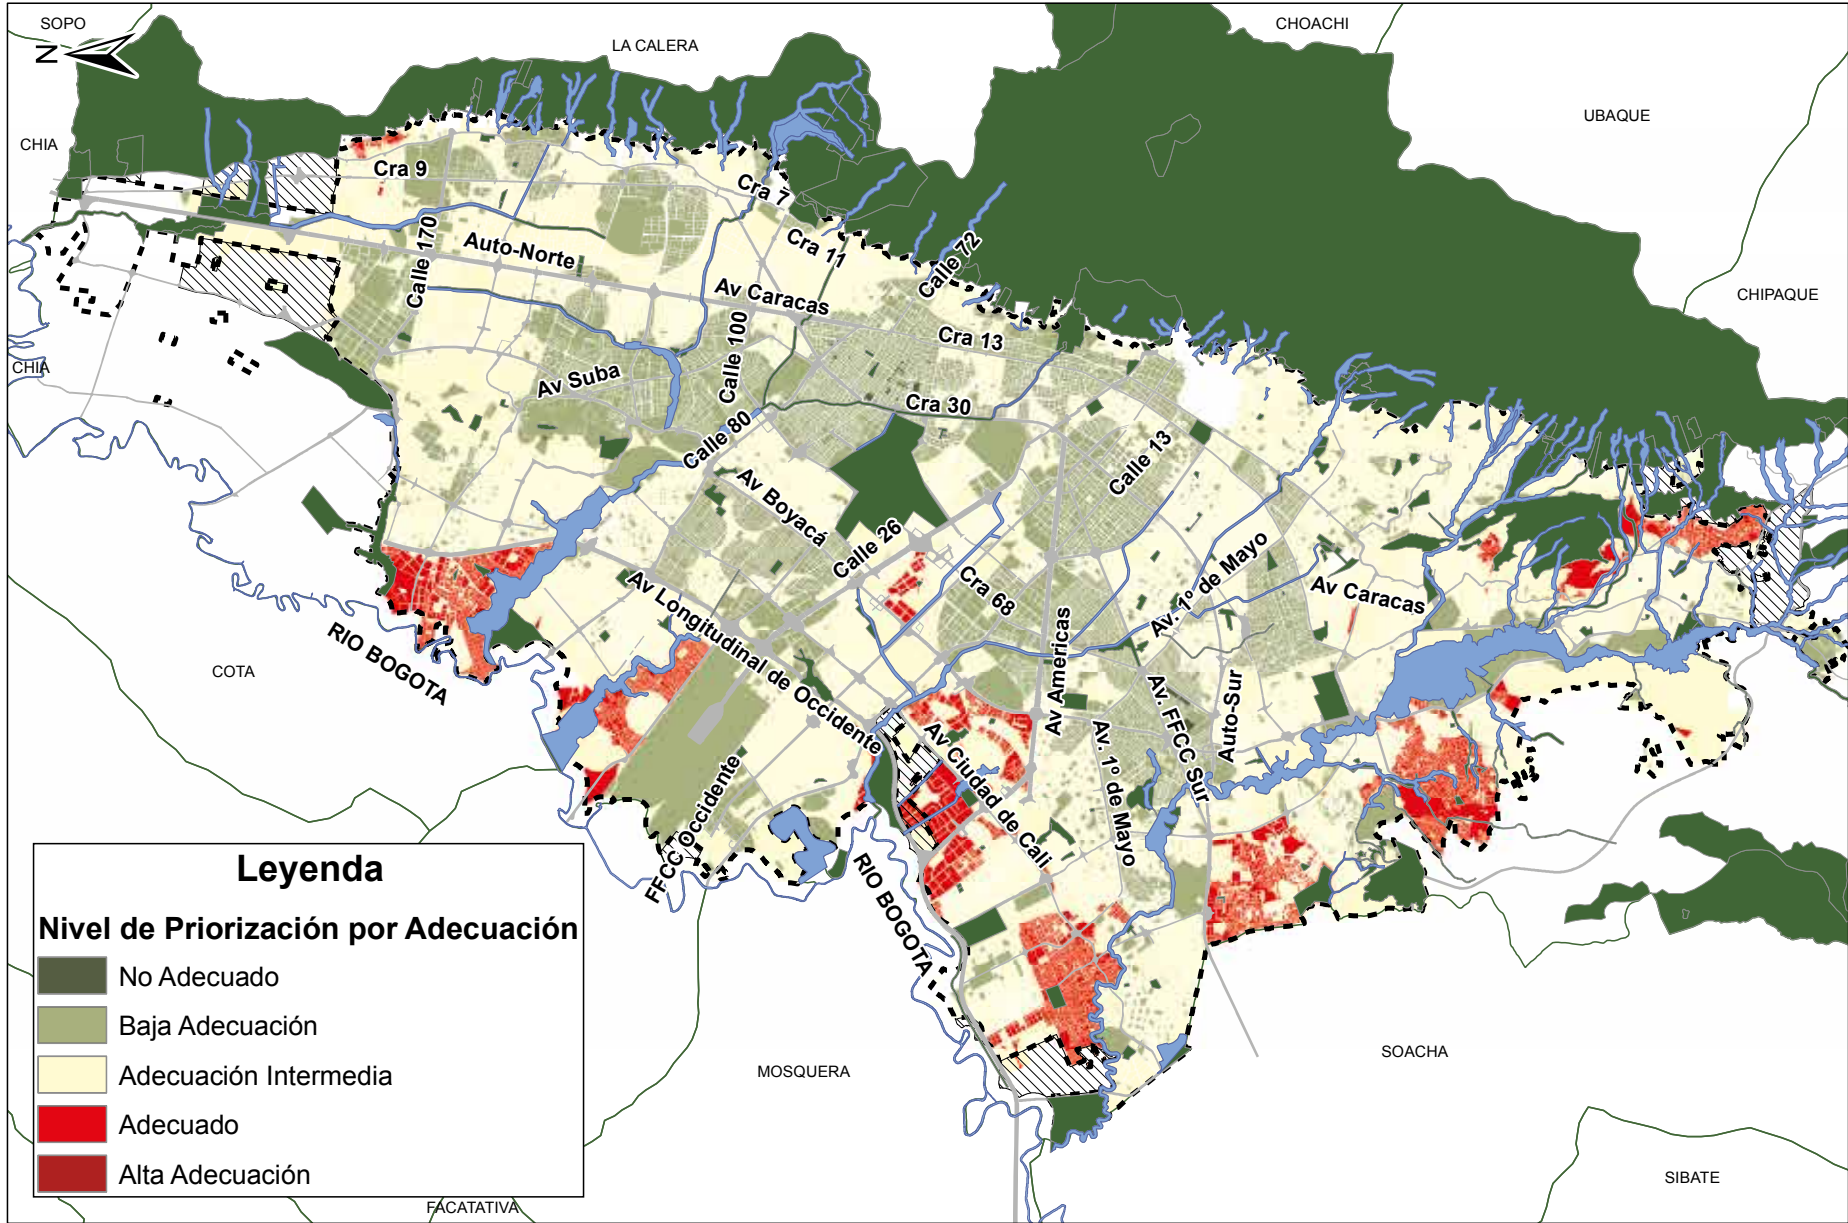 SOPO
CHOACHI
LA CALERA
N
UBAQUE
CHIA
Cra 9
Cra 7
Calle 170
Auto-Norte
Cra 11
Calle 72
Av Caracas
CHIPAQUE
Cra 13
Calle 100
CHIA
Av Suba
Cra 30
Calle 80
Calle 13
Av Boyacá
Calle 26
Cra 68
Av. 1º de Mayo
Av Caracas
Av Longitudinal de Occidente
RIO BOGOTA
COTA
Av Americas
Av. FFCC Sur
Auto-Sur
Av Ciudad de Cali
Av. 1º de Mayo
FFCC Occidente
RIO BOGOTA
Leyenda
Nivel de Priorización por Adecuación
No Adecuado
Baja Adecuación
Adecuación Intermedia
Adecuado
Alta Adecuación
MOSQUERA
SOACHA
SIBATE
FACATATIVA